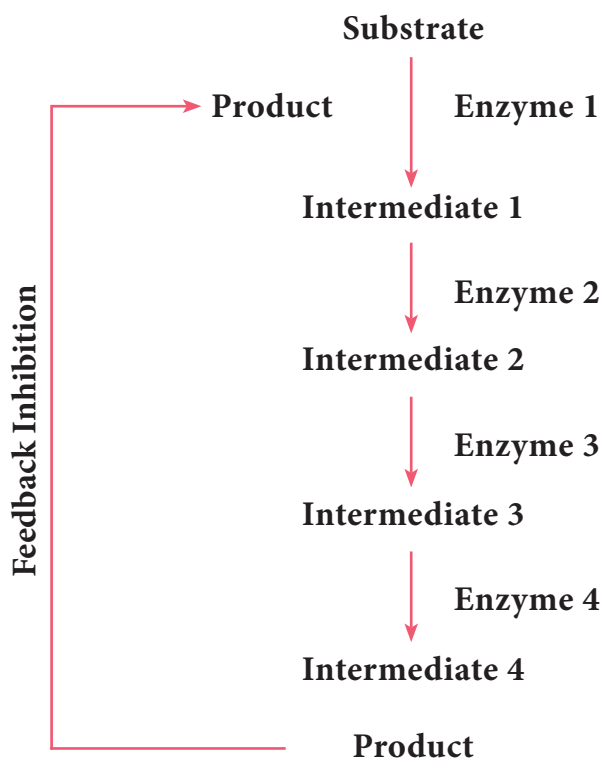 Substrate
Product
Enzyme 1
Intermediate 1
Enzyme 2
Intermediate 2
Enzyme 3
Intermediate 3
Enzyme 4
Intermediate 4
Product
Feedback Inhibition